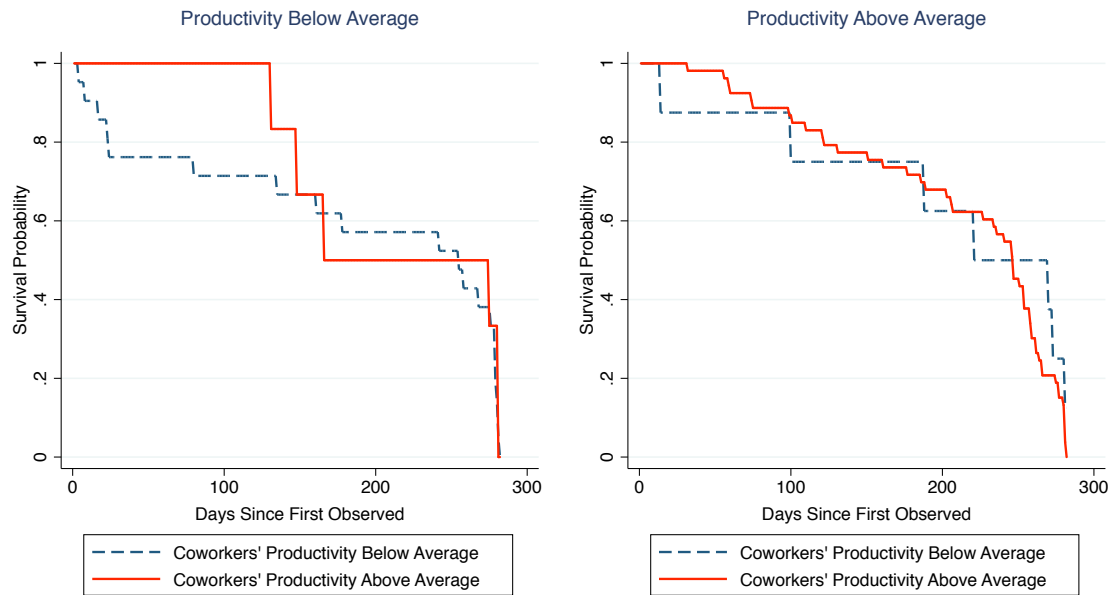 Productivity Below Average
Survival Probability
1
.8
.6
.4
.2
0
0 100 200 300
Days Since First Observed
Coworkers' Productivity Below Average
Coworkers' Productivity Above Average
Productivity Above Average
Survival Probability
1
.8
.6
.4
.2
0
0 100 200 300
Days Since First Observed
Coworkers' Productivity Below Average
Coworkers' Productivity Above Average